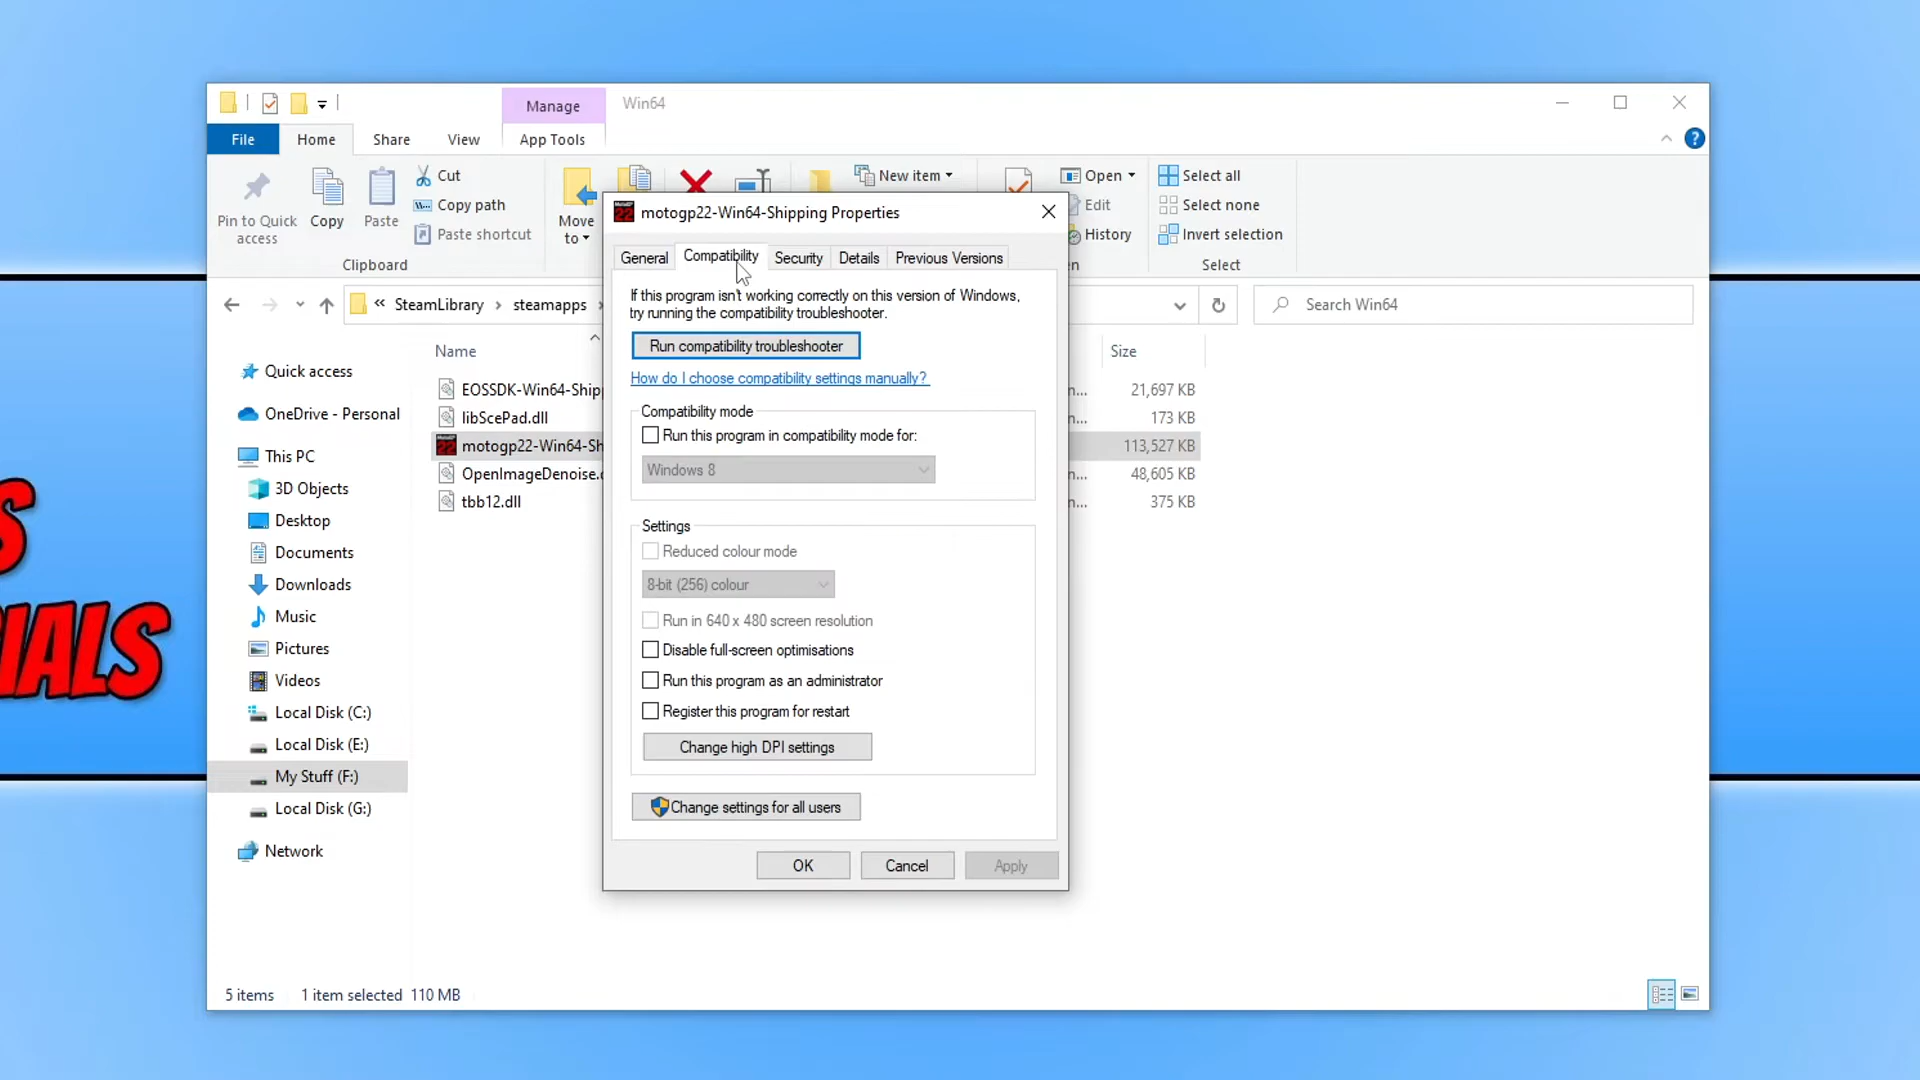 Manage
Win64
File
Home
Share
View
App Tools
Pin to Quick
access
Copy
Paste
Cut
Copy path
Paste shortcut
Clipboard
Move
to
New item
Open
Edit
History
Select all
Select none
Invert selection
Select
SteamLibrary
steamapps
Search Win64
Quick access
OneDrive - Personal
This PC
3D Objects
Desktop
Documents
Downloads
Music
Pictures
Videos
Local Disk (C:)
Local Disk (E:)
My Stuff (F:)
Local Disk (G:)
Network
Name
Size
EOSSDK-Win64-Ship
21,697 KB
libScePad.dll
173 KB
motogp22-Win64-Sh
113,527 KB
OpenImageDenoise.
48,605 KB
tbb12.dll
375 KB
5 items
1 item selected 110 MB
motogp22-Win64-Shipping Properties
General
Compatibility
Security
Details
Previous Versions
If this program isn't working correctly on this version of Windows,
try running the compatibility troubleshooter.
Run compatibility troubleshooter
How do I choose compatibility settings manually?
Compatibility mode
Run this program in compatibility mode for:
Windows 8
Settings
Reduced colour mode
8-bit (256) colour
Run in 640 x 480 screen resolution
Disable full-screen optimisations
Run this program as an administrator
Register this program for restart
Change high DPI settings
Change settings for all users
OK
Cancel
Apply
S
IALS